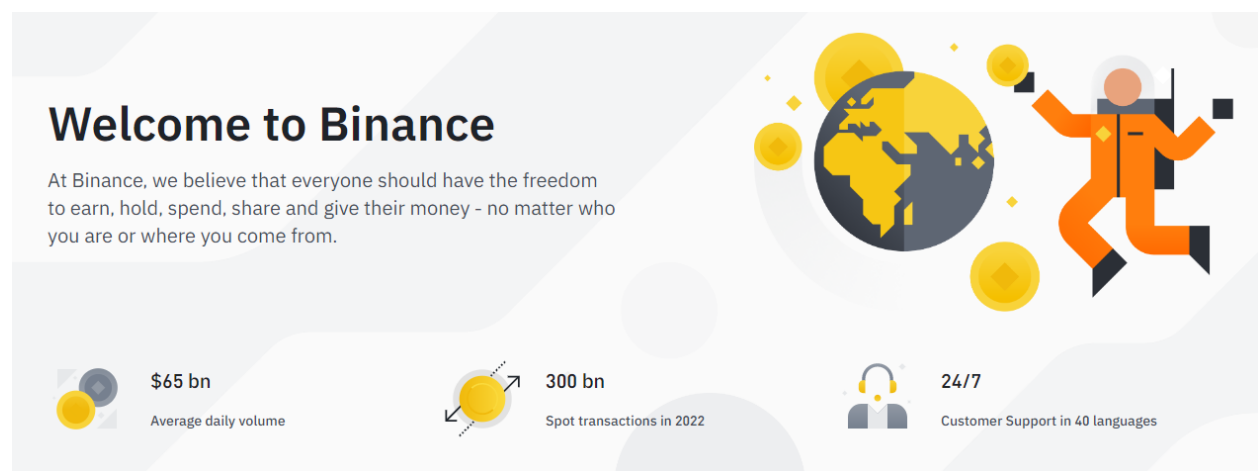 Welcome to Binance
At Binance, we believe that everyone should have the freedom
to earn, hold, spend, share and give their money - no matter who
you are or where you come from.
$65 bn
Average daily volume
300 bn
Spot transactions in 2022
24/7
Customer Support in 40 languages